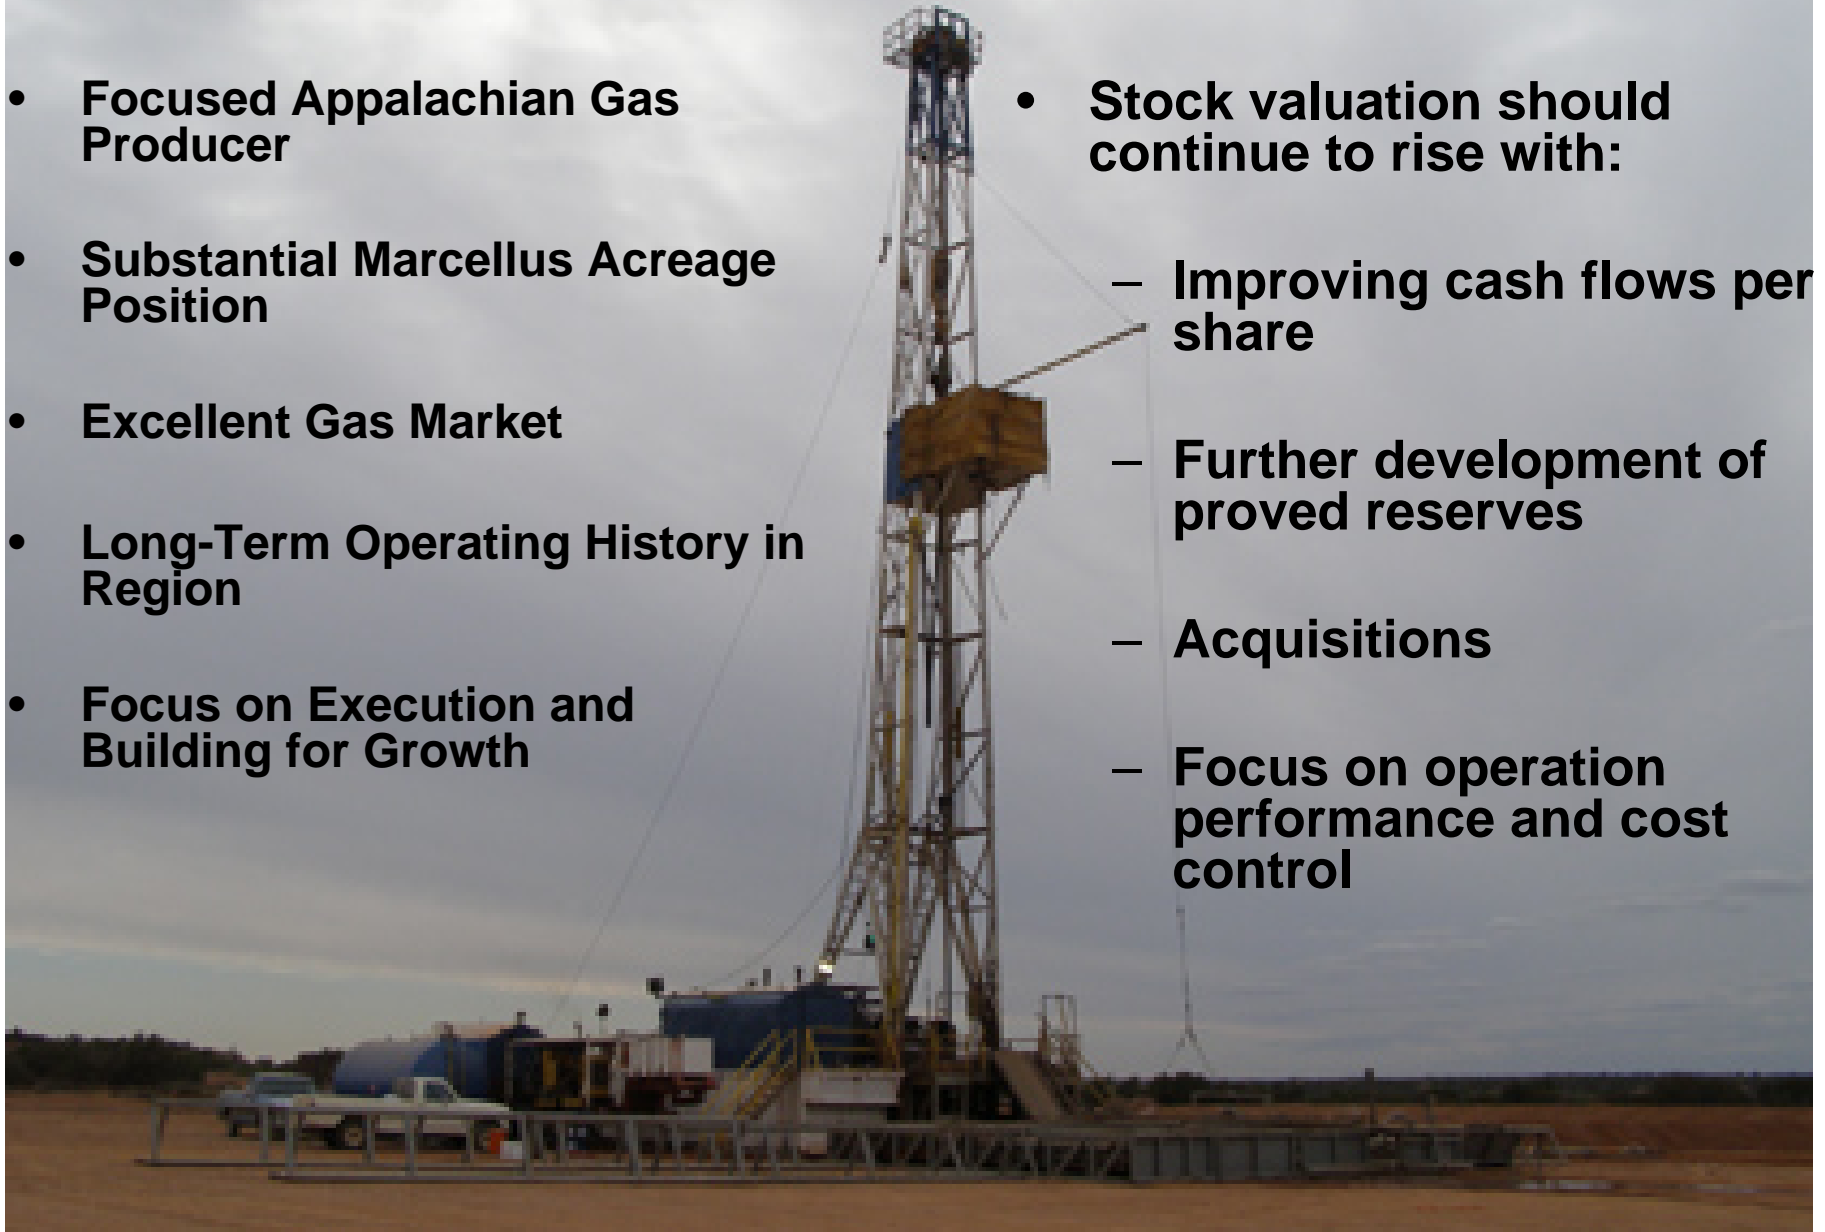 • Focused Appalachian Gas
Producer
• Substantial Marcellus Acreage
Position
• Excellent Gas Market
• Long-Term Operating History in
Region
• Focus on Execution and
Building for Growth
• Stock valuation should
continue to rise with:
– Improving cash flows per
share
– Further development of
proved reserves
– Acquisitions
– Focus on operation
performance and cost
control